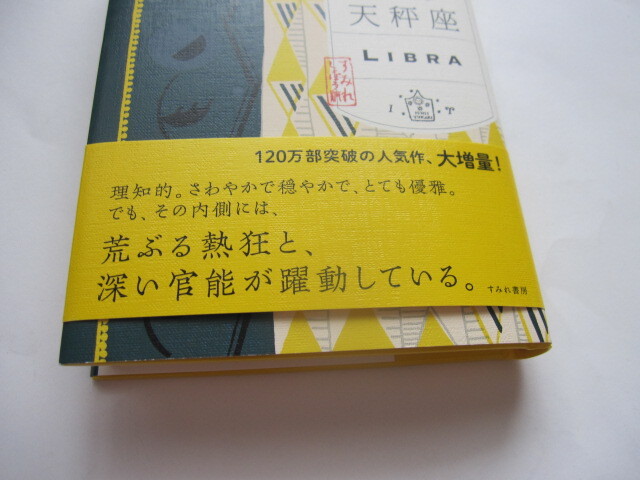 天秤座
LIBRA
すみれ
120万部突破の人気作、大増量!
理知的。さわやかで穏やかで、とても優雅。
でも、その内側には、
荒ぶる熱狂と、
深い官能が躍動している。
すみれ書房